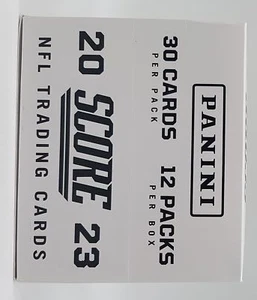 PANINI
30 CARDS
PER PACK
12 PACKS
PER BOX
20 SCORE 23
NFL TRADING CARDS